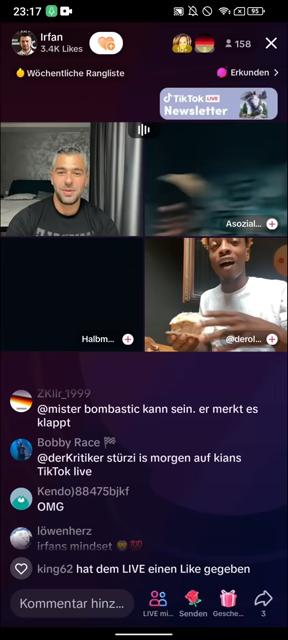 23:17
95
Irfan
3.4K Likes
158
Wöchentliche Rangliste
Erkunden
TikTok LIVE
Newsletter
Asozial...
Halbm...
@derol...
ZKllr_1999
@mister bombastic kann sein. er merkt es
klappt
Bobby Race 🏁
@derKritiker stürzi is morgen auf kians
TikTok live
Kendo)88475bjkf
OMG
löwenherz
irfans mindset 🦁💯
king62 hat dem LIVE einen Like gegeben
Kommentar hinz...
LIVE mi...
Senden
Gesche...
3